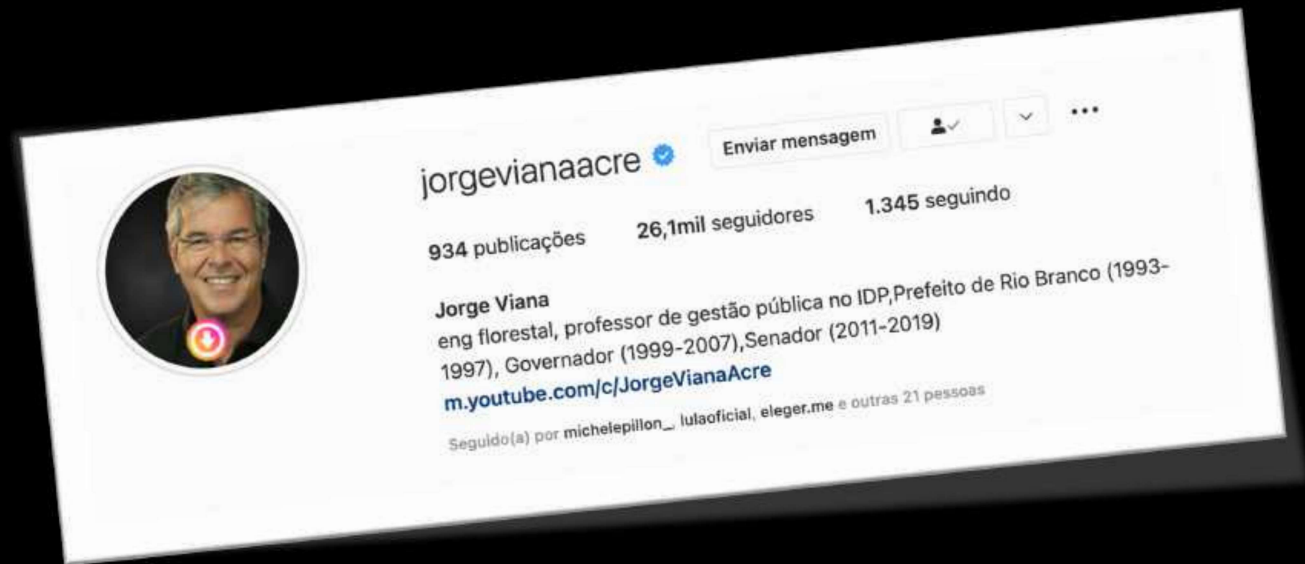 jorgevianaacre Enviar mensagem
934 publicações 26,1mil seguidores 1.345 seguindo
Jorge Viana
eng florestal, professor de gestão pública no IDP,Prefeito de Rio Branco (1993-
1997), Governador (1999-2007),Senador (2011-2019)
m.youtube.com/c/JorgeVianaAcre
Seguido(a) por michelepillon_, lulaoficial, eleger.me e outras 21 pessoas